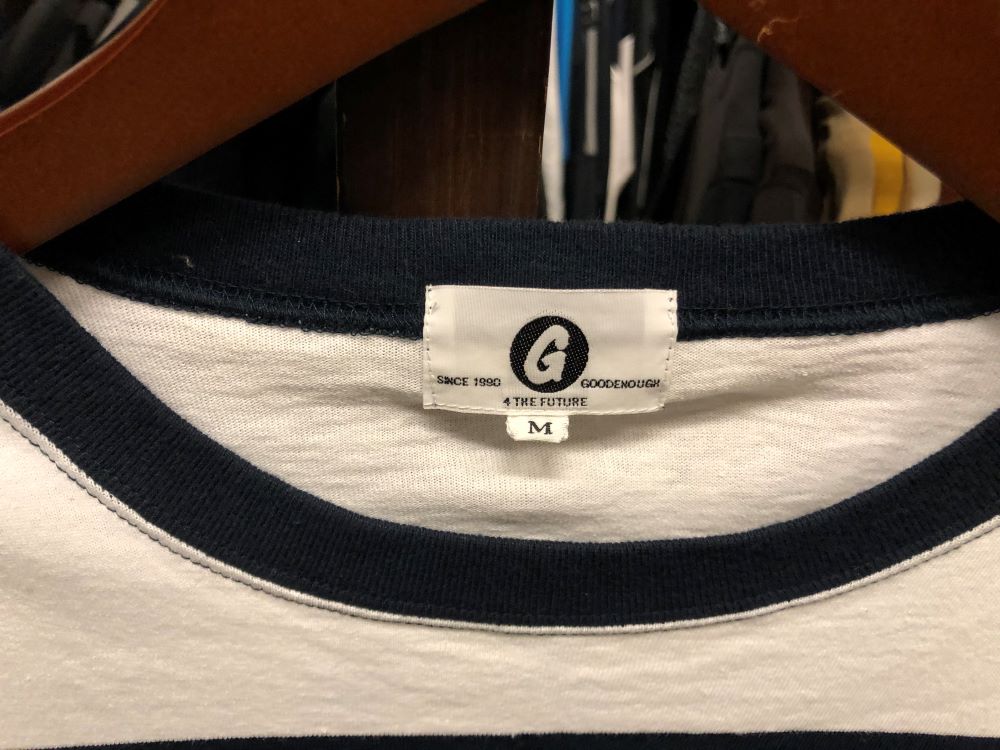 G
SINCE 1990 GOODENOUGH
4 THE FUTURE
M